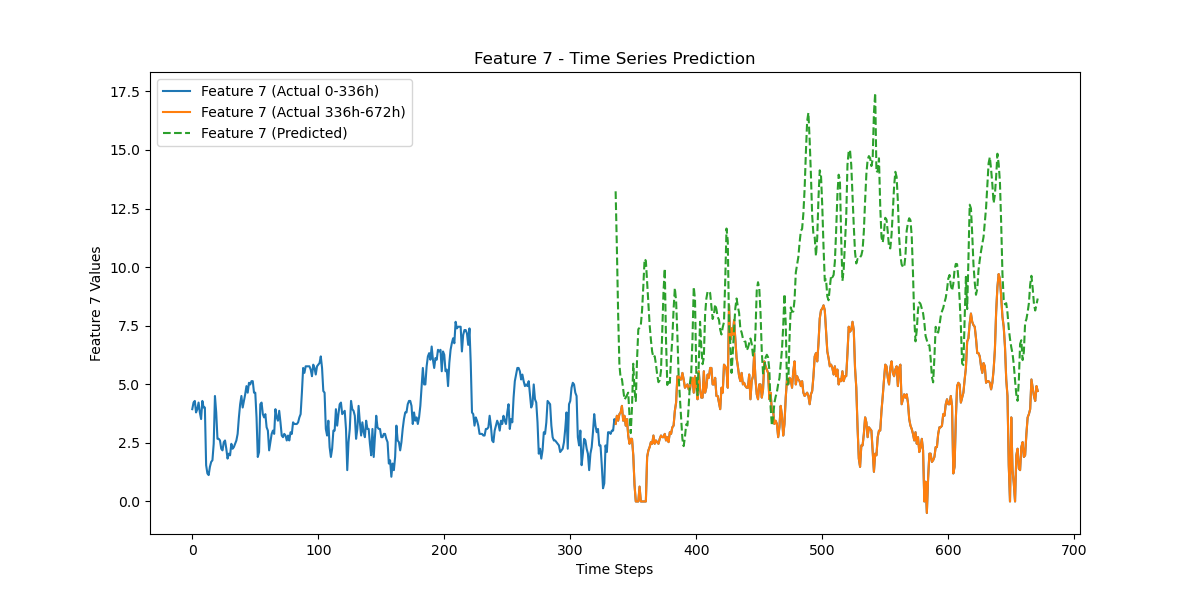 Feature 7 - Time Series Prediction
Feature 7 (Actual 0-336h)
Feature 7 (Actual 336h-672h)
Feature 7 (Predicted)
Feature 7 Values
17.5
15.0
12.5
10.0
7.5
5.0
2.5
0.0
0 100 200 300 400 500 600 700
Time Steps